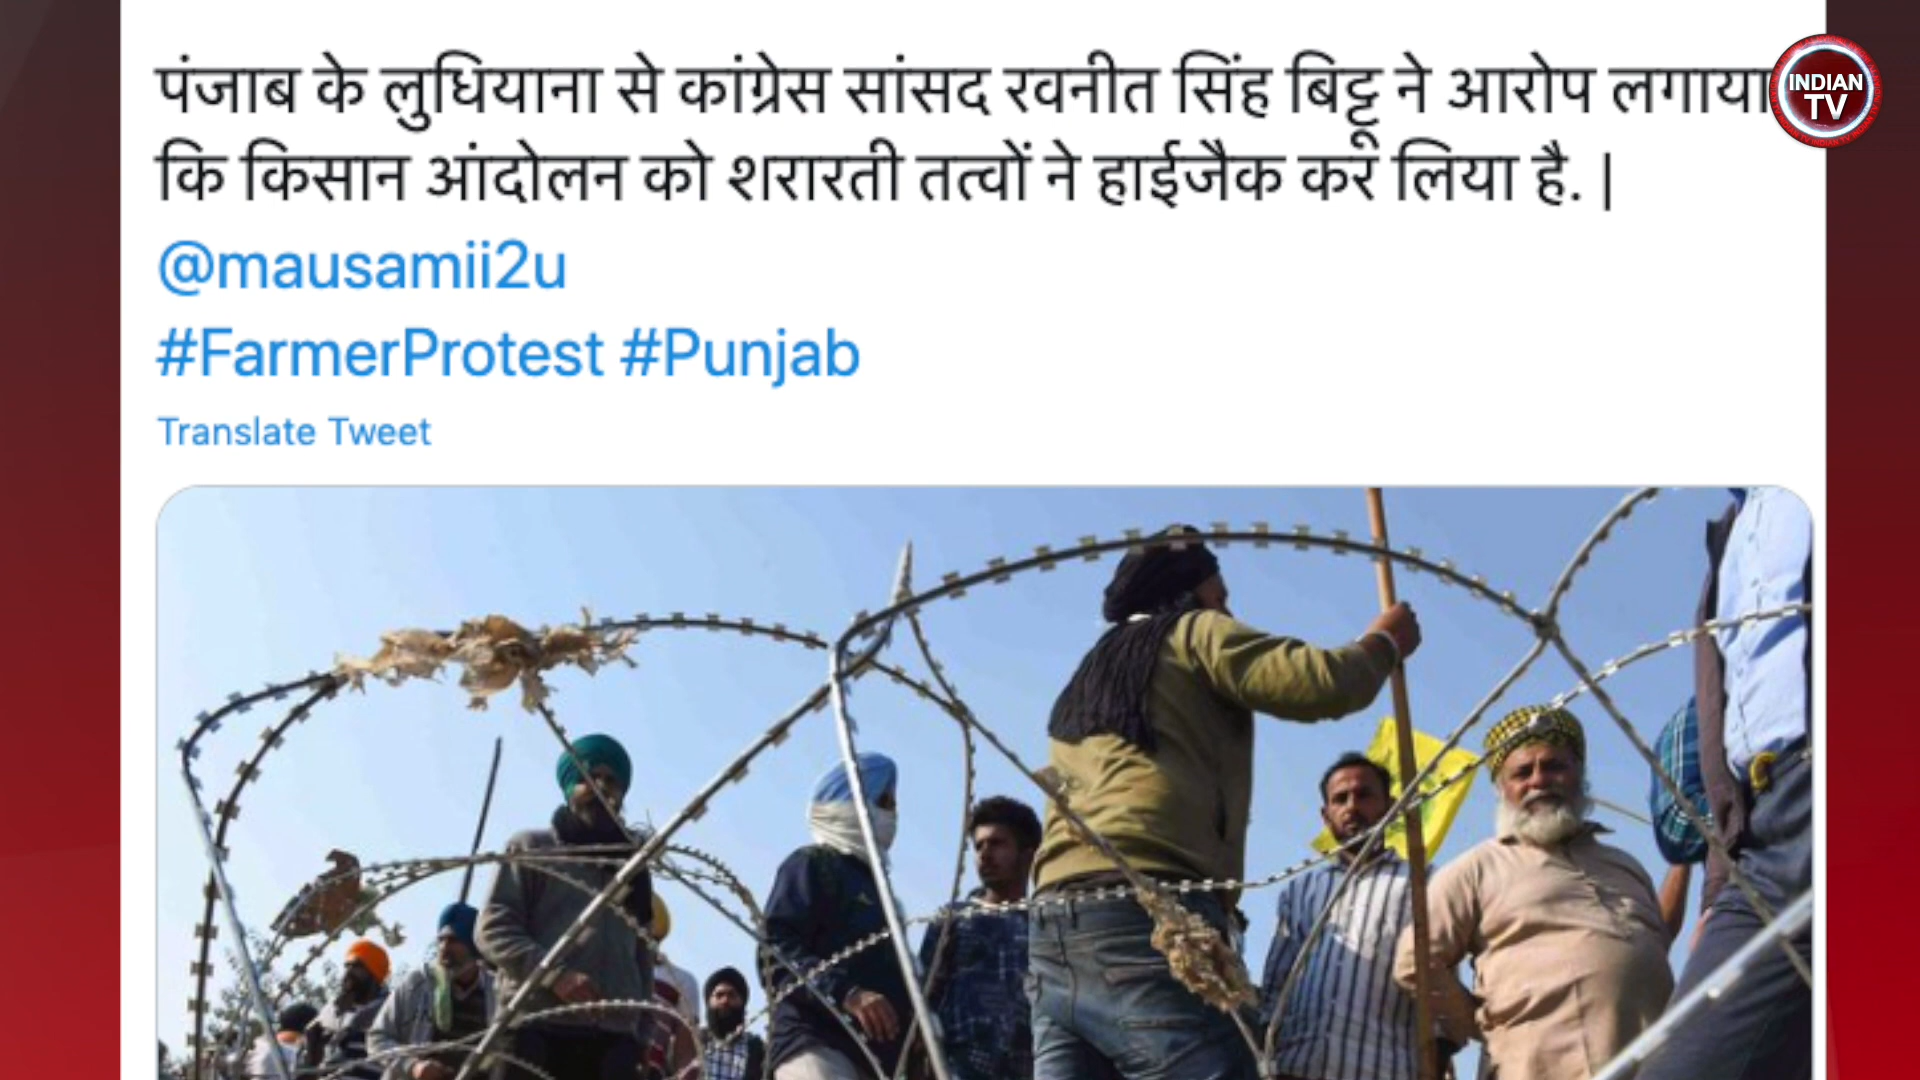 पंजाब के लुधियाना से कांग्रेस सांसद रवनीत सिंह बिट्टू ने आरोप लगाया
कि किसान आंदोलन को शरारती तत्वों ने हाईजैक कर लिया है. |
@mausamii2u
#FarmerProtest #Punjab
Translate Tweet
INDIAN
TV